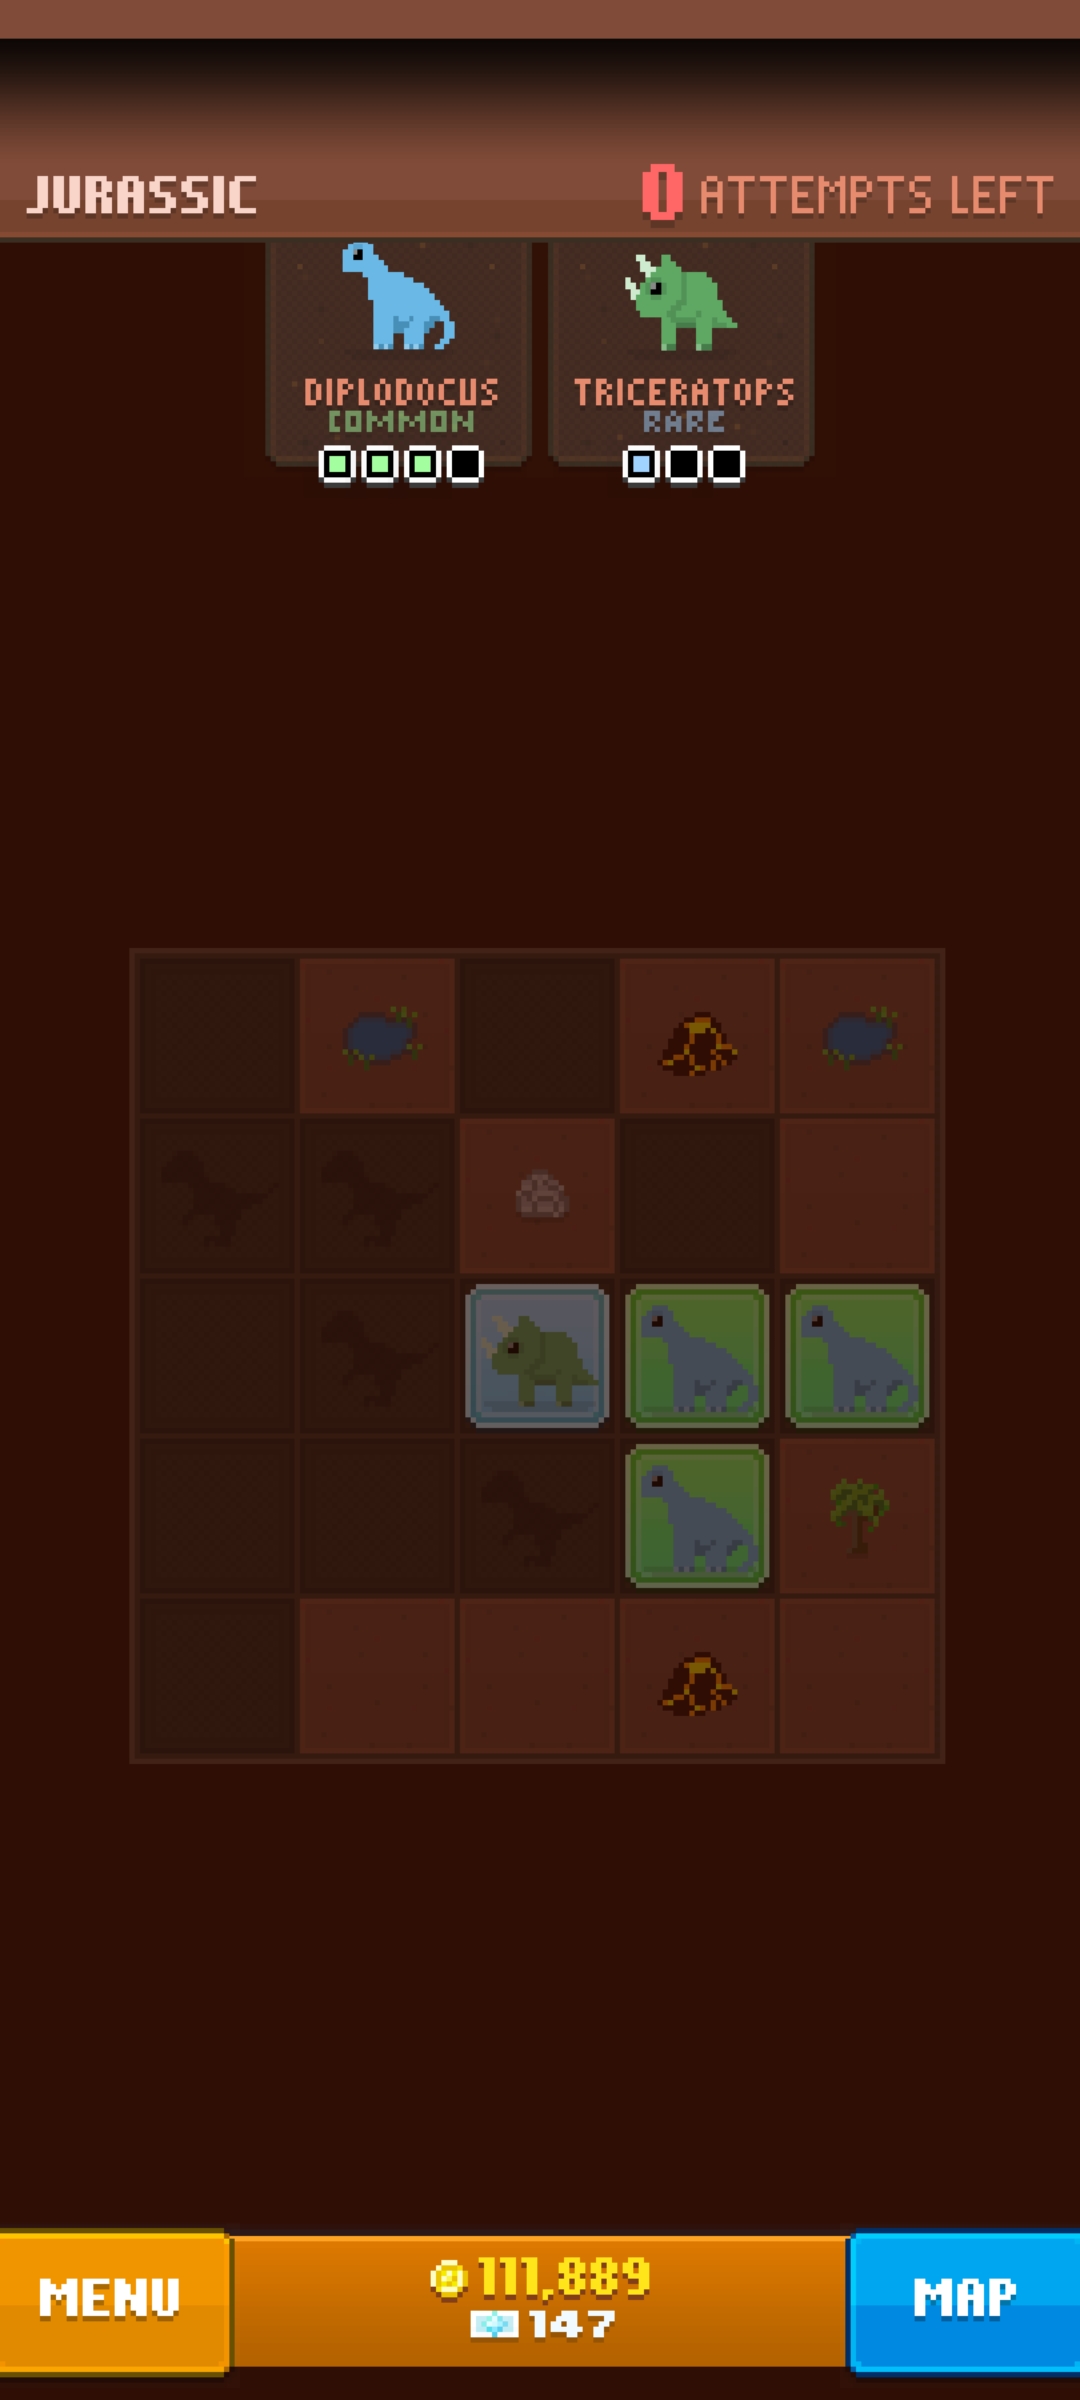 JURASSIC
0 ATTEMPTS LEFT
DIPLODOCUS
COMMON
TRICERATOPS
RARE
MENU
111,889
147
MAP